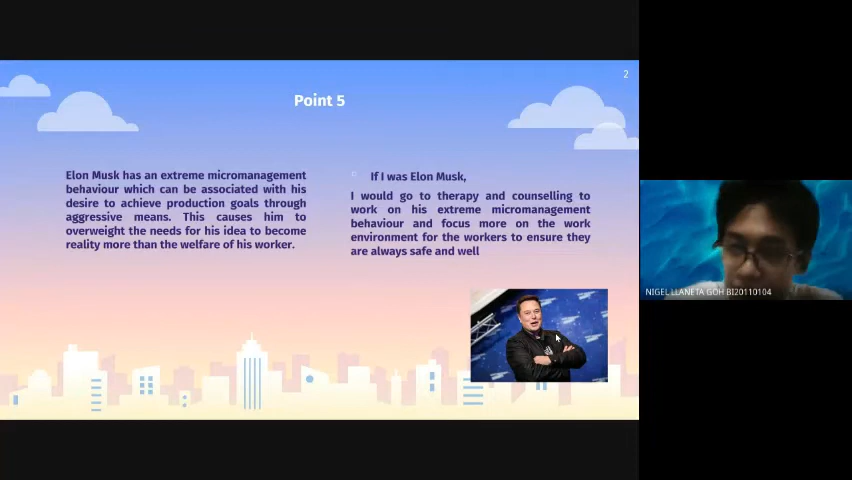 2
Point 5
Elon Musk has an extreme micromanagement
behaviour which can be associated with his
desire to achieve production goals through
aggressive means. This causes him to
overweight the needs for his idea to become
reality more than the welfare of his worker.
If I was Elon Musk,
I would go to therapy and counselling to
work on his extreme micromanagement
behaviour and focus more on the work
environment for the workers to ensure they
are always safe and well
NIGEL LLANETA GOH BI20110104